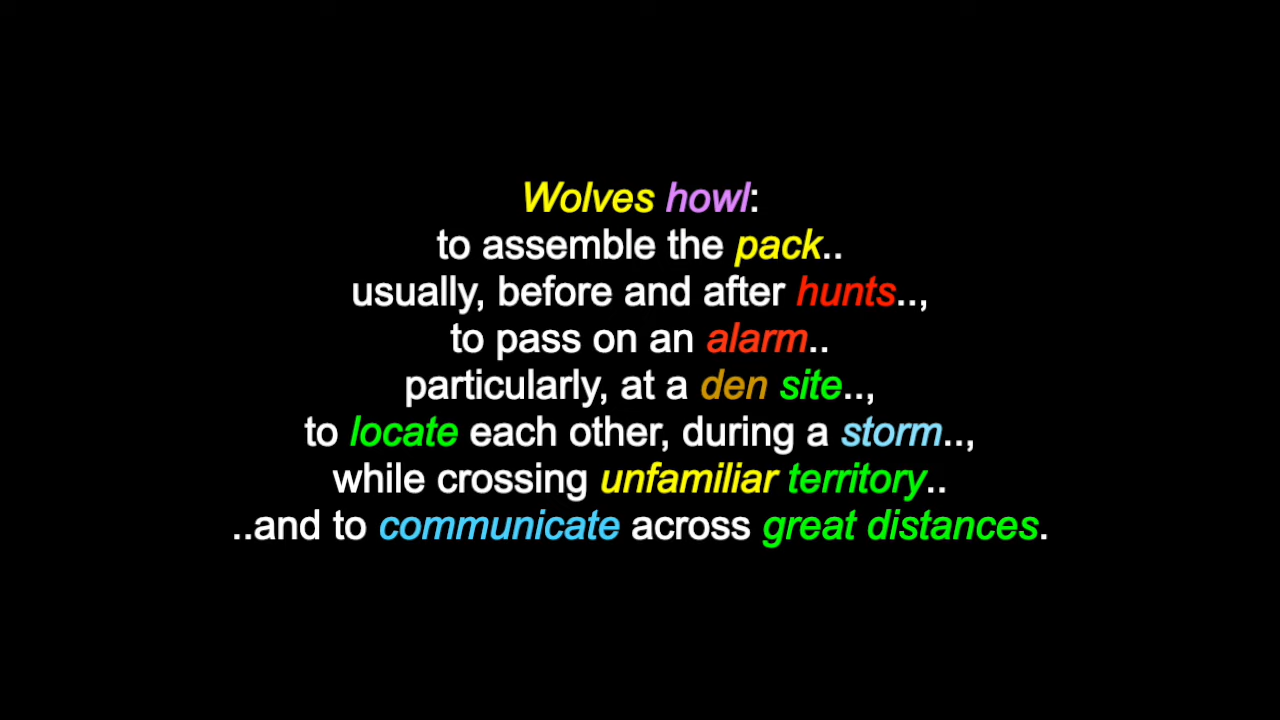 Wolves howl:
to assemble the pack..
usually, before and after hunts..,
to pass on an alarm..
particularly, at a den site..,
to locate each other, during a storm..,
while crossing unfamiliar territory..
..and to communicate across great distances.